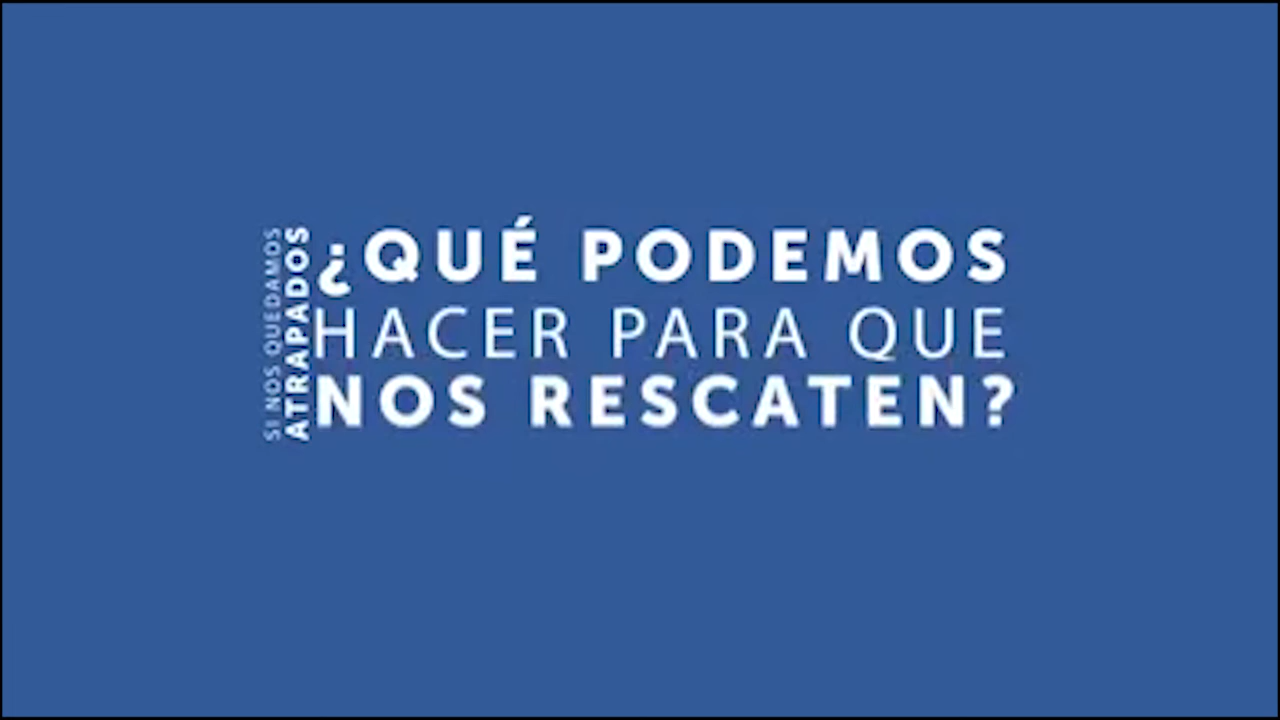 SI NOS QUEDAMOS
ATRAPADOS
¿QUÉ PODEMOS
HACER PARA QUE
NOS RESCATEN?